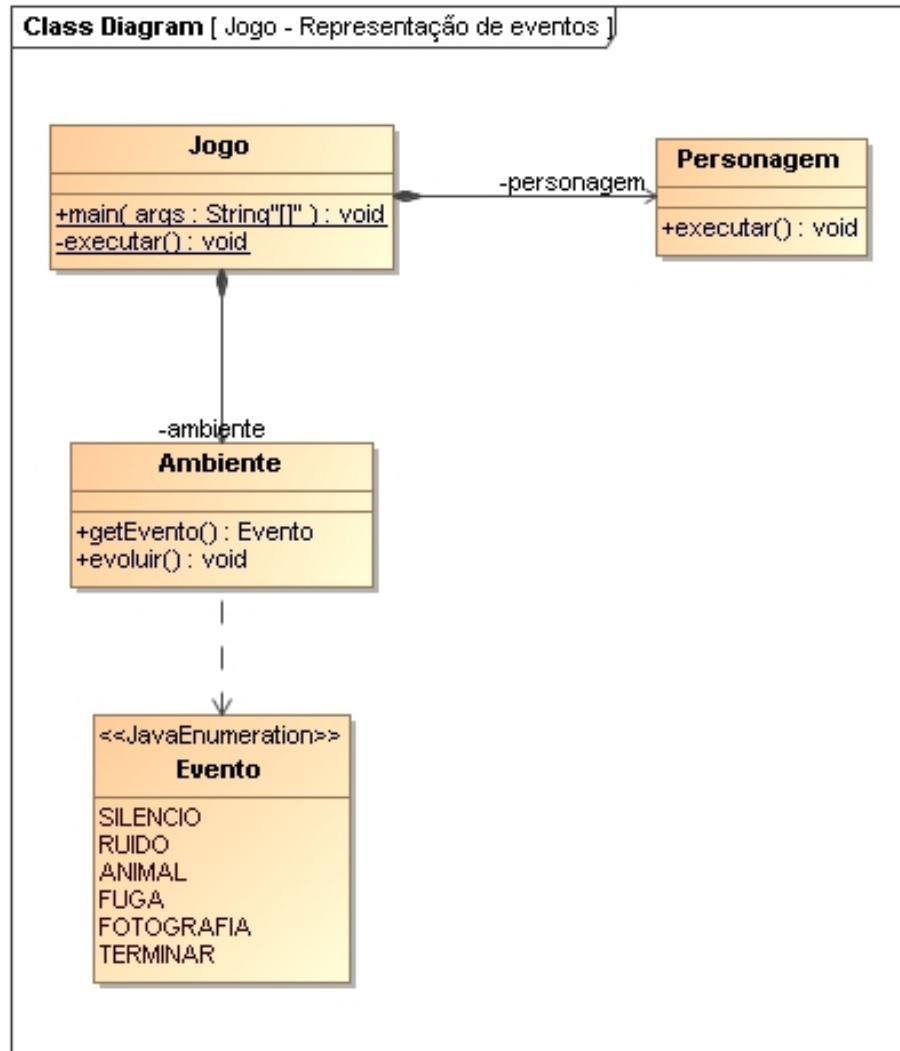 Class Diagram [ Jogo - Representação de eventos ]
Jogo
+main( args : String"[]" ) : void
-executar() : void
-personagem
Personagem
+executar() : void
-ambiente
Ambiente
+getEvento() : Evento
+evoluir() : void
<<JavaEnumeration>>
Evento
SILENCIO
RUIDO
ANIMAL
FUGA
FOTOGRAFIA
TERMINAR